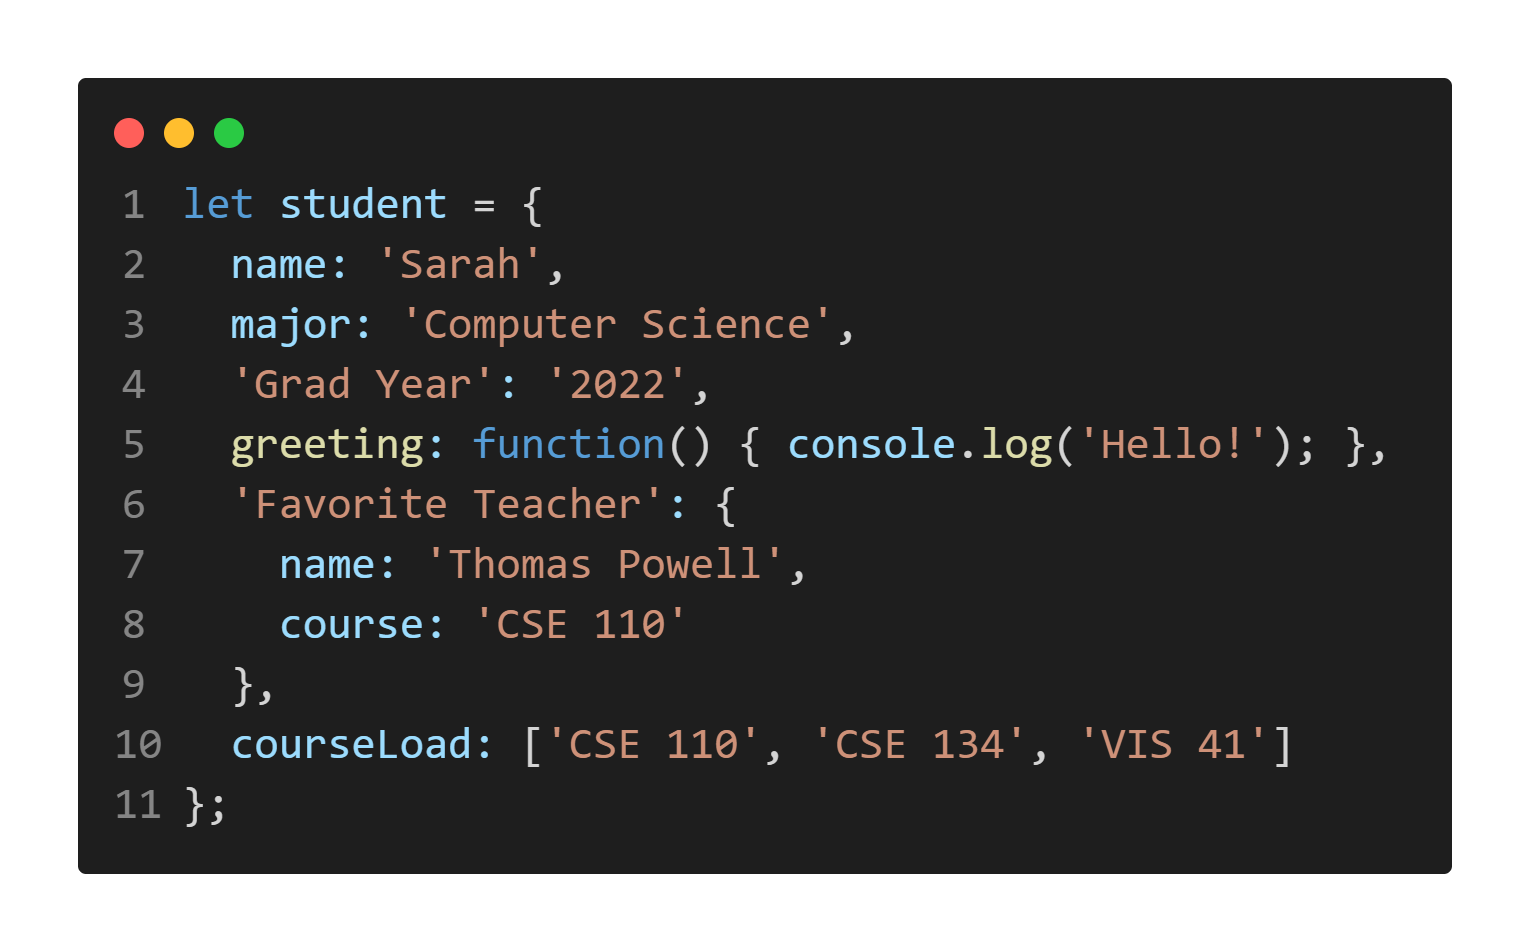 1 let student = {
2   name: 'Sarah',
3   major: 'Computer Science',
4   'Grad Year': '2022',
5   greeting: function() { console.log('Hello!'); },
6   'Favorite Teacher': {
7     name: 'Thomas Powell',
8     course: 'CSE 110'
9   },
10   courseLoad: ['CSE 110', 'CSE 134', 'VIS 41']
11 };